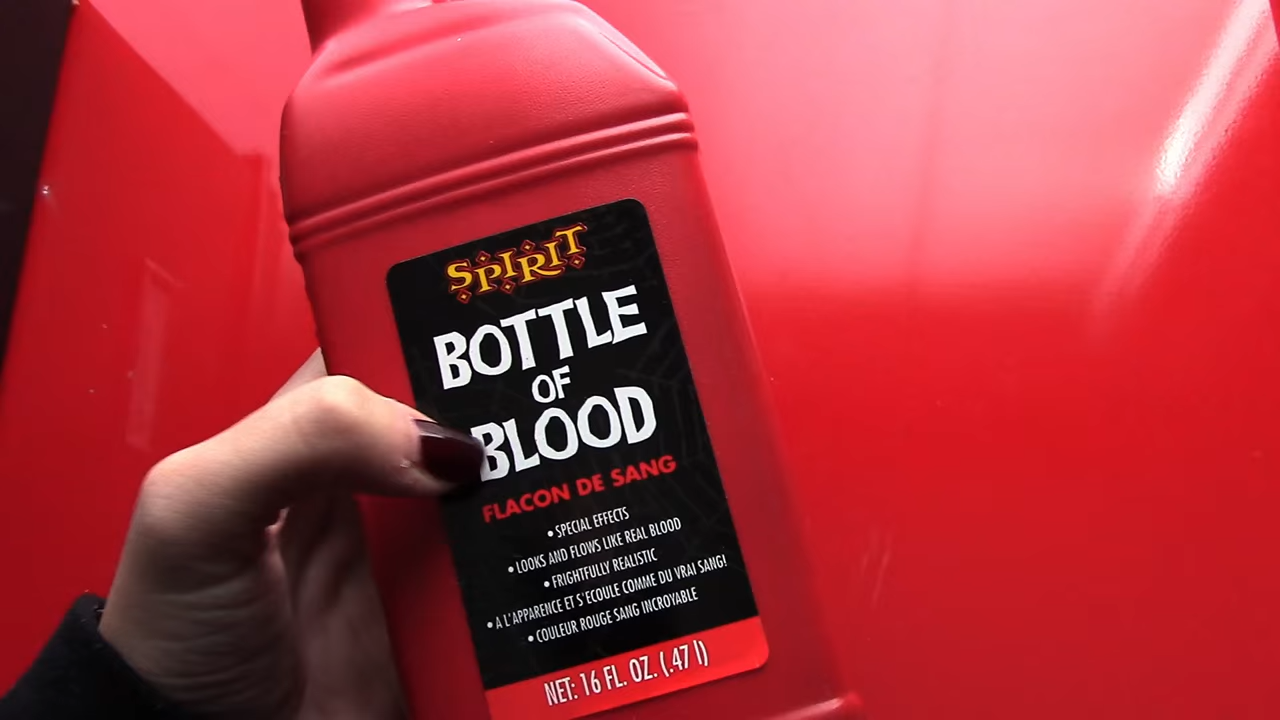 SPIRIT
BOTTLE
OF
BLOOD
FLACON DE SANG
• SPECIAL EFFECTS
• LOOKS AND FLOWS LIKE REAL BLOOD
• FRIGHTFULLY REALISTIC
• A L'APPARENCE ET S'ECOULE COMME DU VRAI SANG!
• COULEUR ROUGE SANG INCROYABLE
NET: 16 FL. OZ. (.47 l)